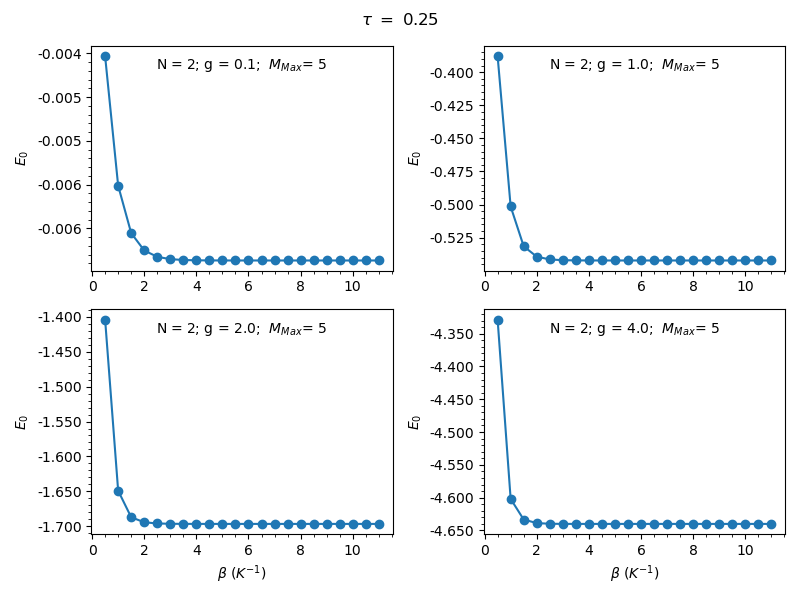 τ = 0.25
N = 2; g = 0.1; M_Max = 5
-0.004
-0.005
-0.005
-0.006
-0.006
E_0
0 2 4 6 8 10
N = 2; g = 1.0; M_Max = 5
-0.400
-0.425
-0.450
-0.475
-0.500
-0.525
E_0
0 2 4 6 8 10
N = 2; g = 2.0; M_Max = 5
-1.400
-1.450
-1.500
-1.550
-1.600
-1.650
-1.700
E_0
0 2 4 6 8 10
β (K^{-1})
N = 2; g = 4.0; M_Max = 5
-4.350
-4.400
-4.450
-4.500
-4.550
-4.600
-4.650
E_0
0 2 4 6 8 10
β (K^{-1})